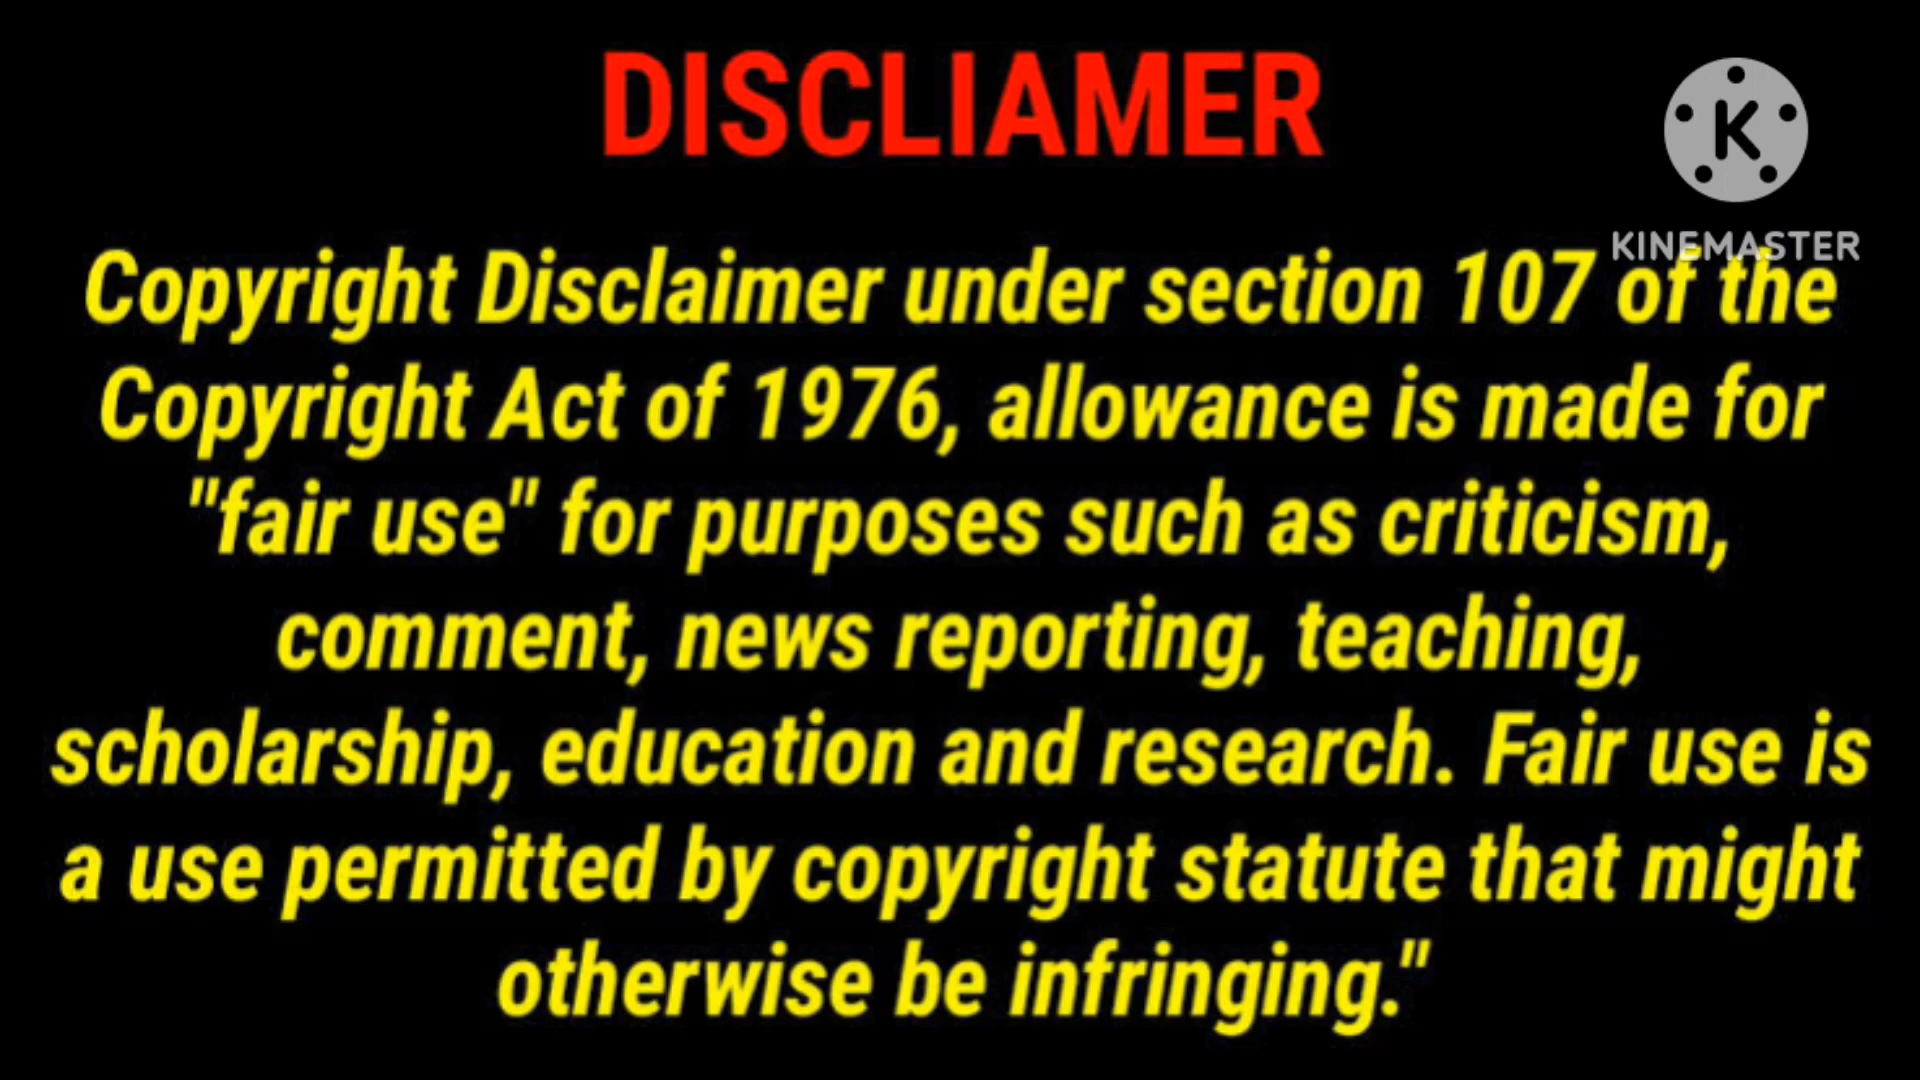 DISCLIAMER
K
KINEMASTER
Copyright Disclaimer under section 107 of the
Copyright Act of 1976, allowance is made for
"fair use" for purposes such as criticism,
comment, news reporting, teaching,
scholarship, education and research. Fair use is
a use permitted by copyright statute that might
otherwise be infringing."